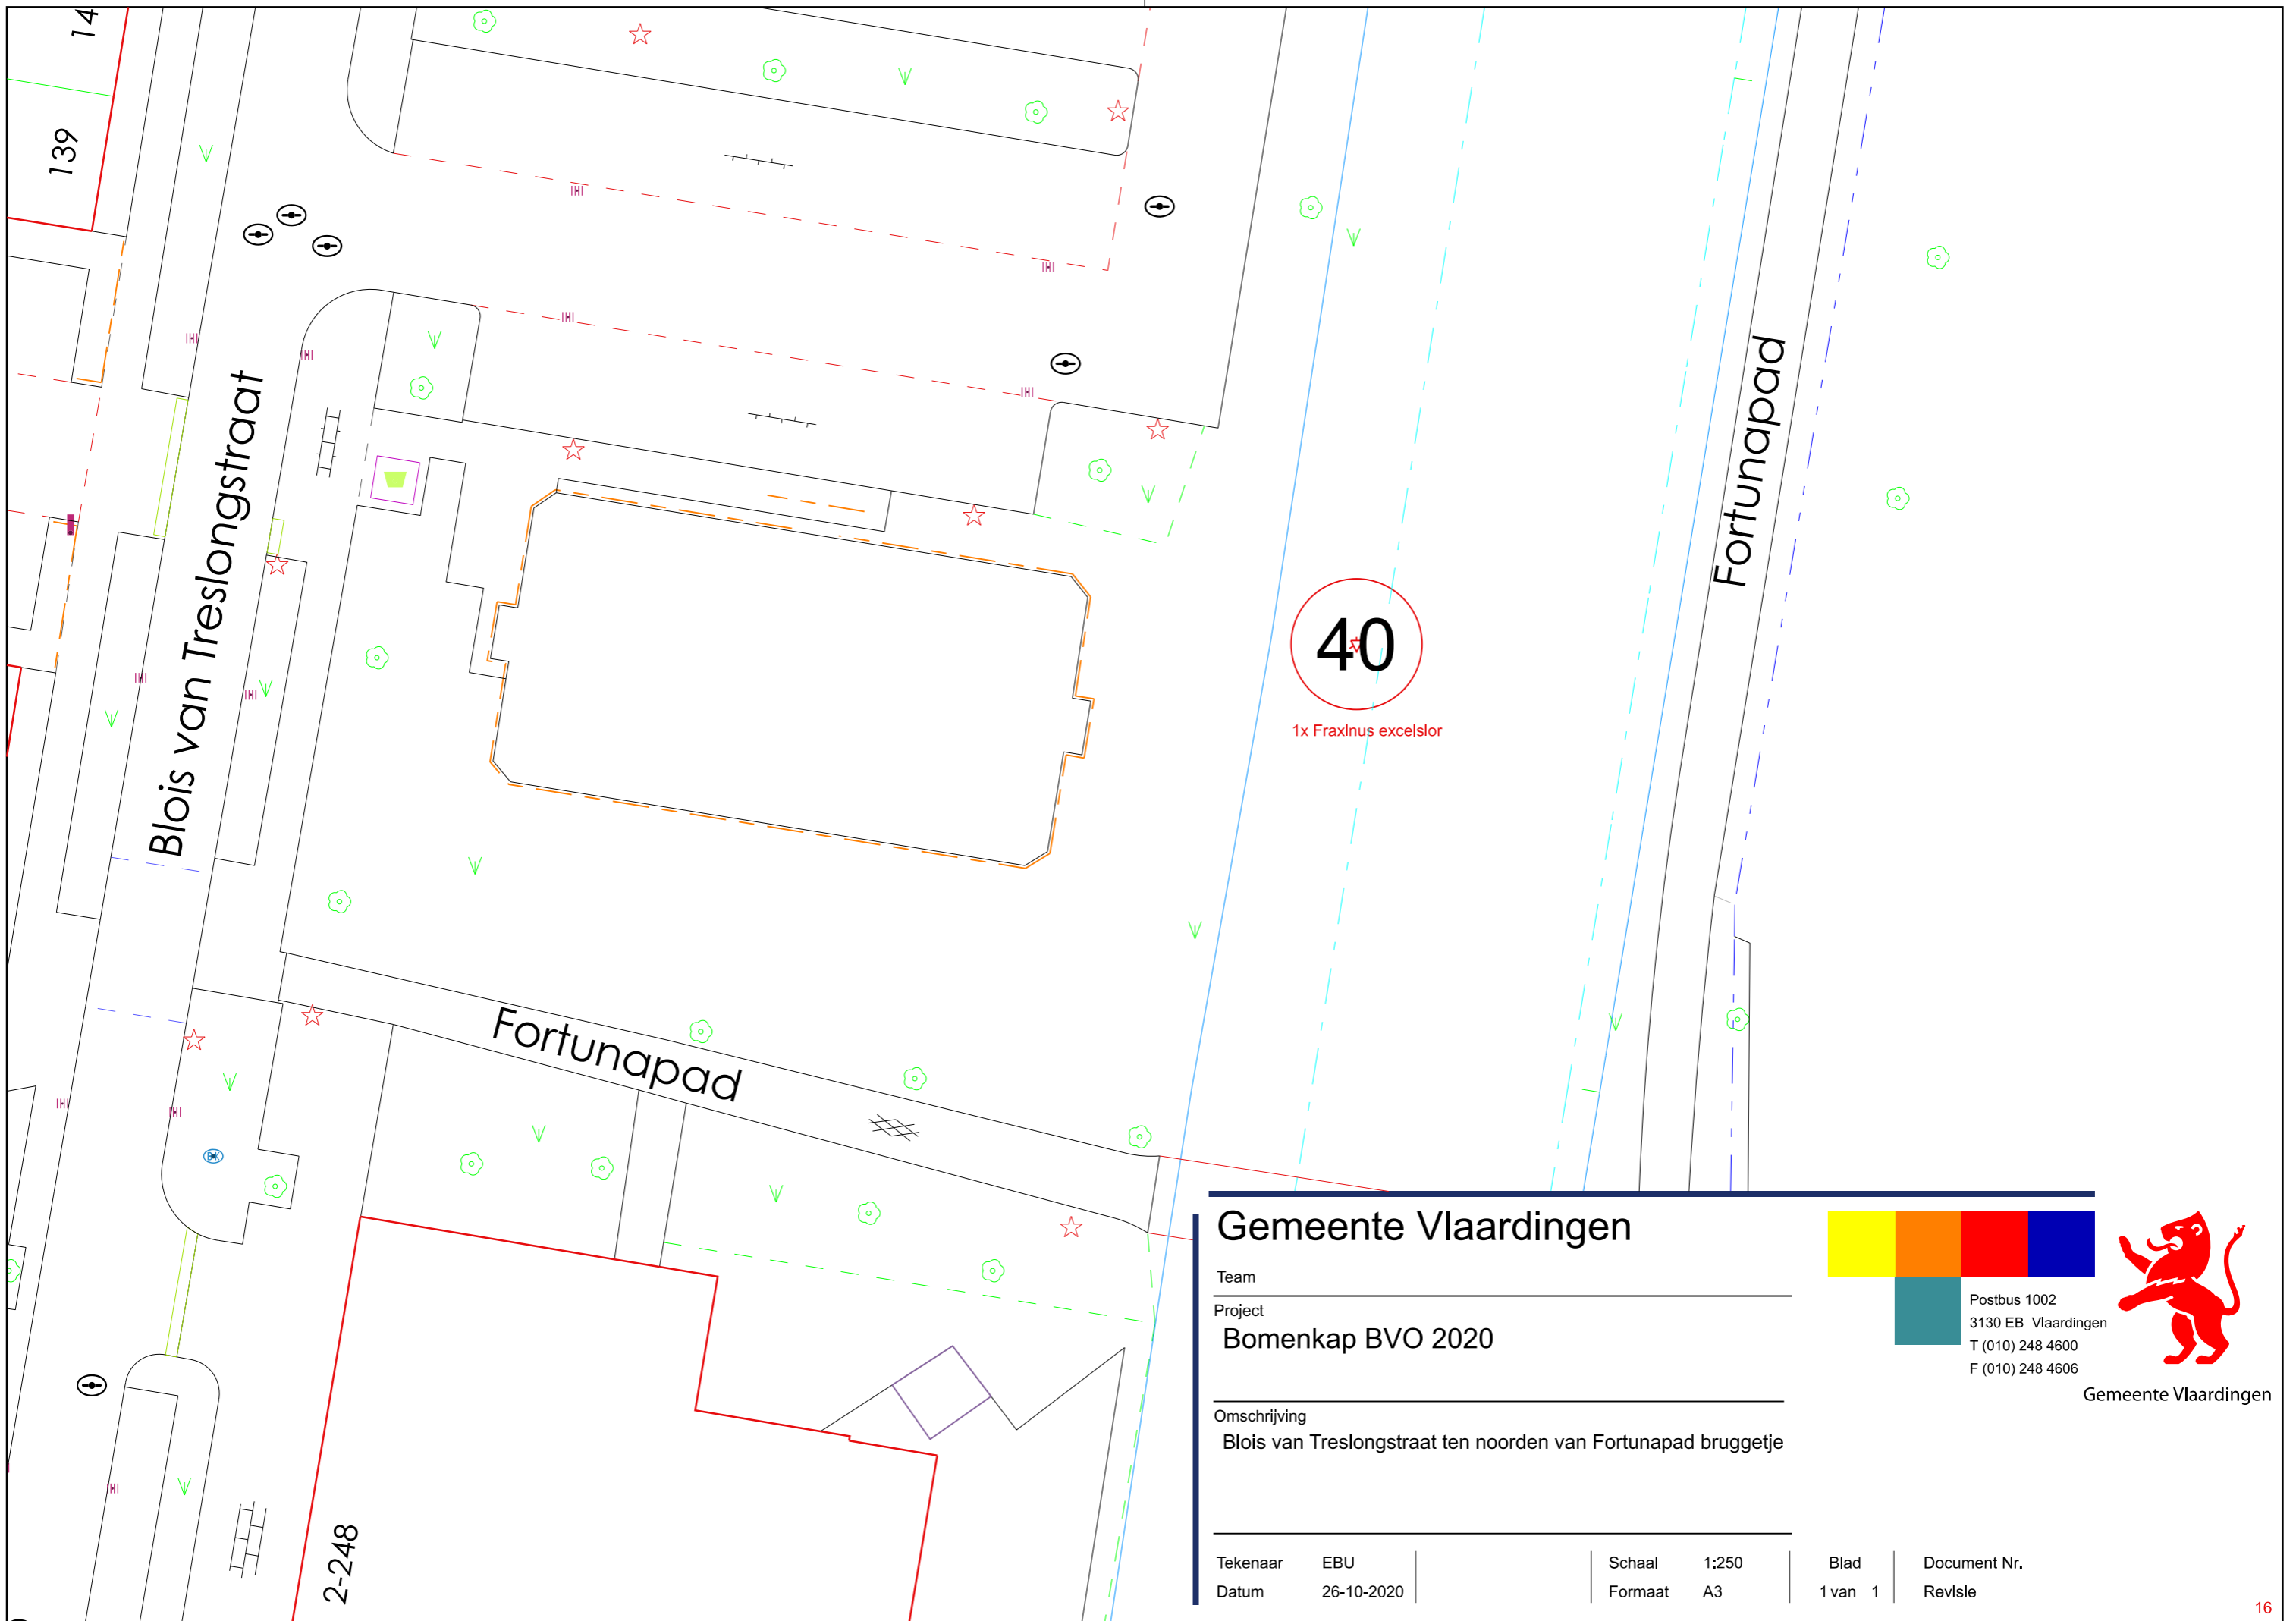 14
139
Blois van Treslongstraat
Fortunapad
40
1x Fraxinus excelsior
Fortunapad
BK
2-248
Gemeente Vlaardingen
Team
Project
Bomenkap BVO 2020
Omschrijving
Blois van Treslongstraat ten noorden van Fortunapad bruggetje
Tekenaar EBU
Datum 26-10-2020
Schaal 1:250
Formaat A3
Blad
1 van 1
Document Nr.
Revisie
Postbus 1002
3130 EB Vlaardingen
T (010) 248 4600
F (010) 248 4606
Gemeente Vlaardingen
16